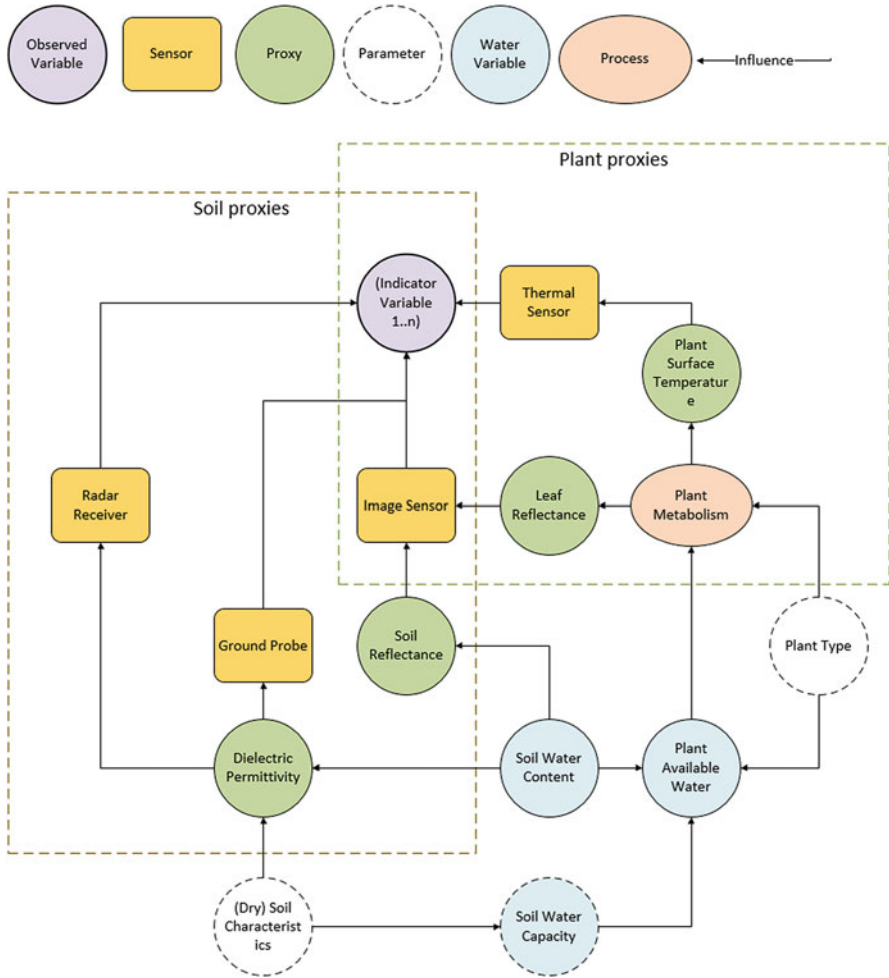 Observed
Variable
Sensor
Proxy
Parameter
Water
Variable
Process
Influence
Plant proxies
Soil proxies
(Indicator
Variable
1..n)
Thermal
Sensor
Plant
Surface
Temperatur
e
Radar
Receiver
Image Sensor
Leaf
Reflectance
Plant
Metabolism
Ground Probe
Soil
Reflectance
Plant Type
Dielectric
Permittivity
Soil Water
Content
Plant
Available
Water
(Dry) Soil
Characterist
ics
Soil Water
Capacity